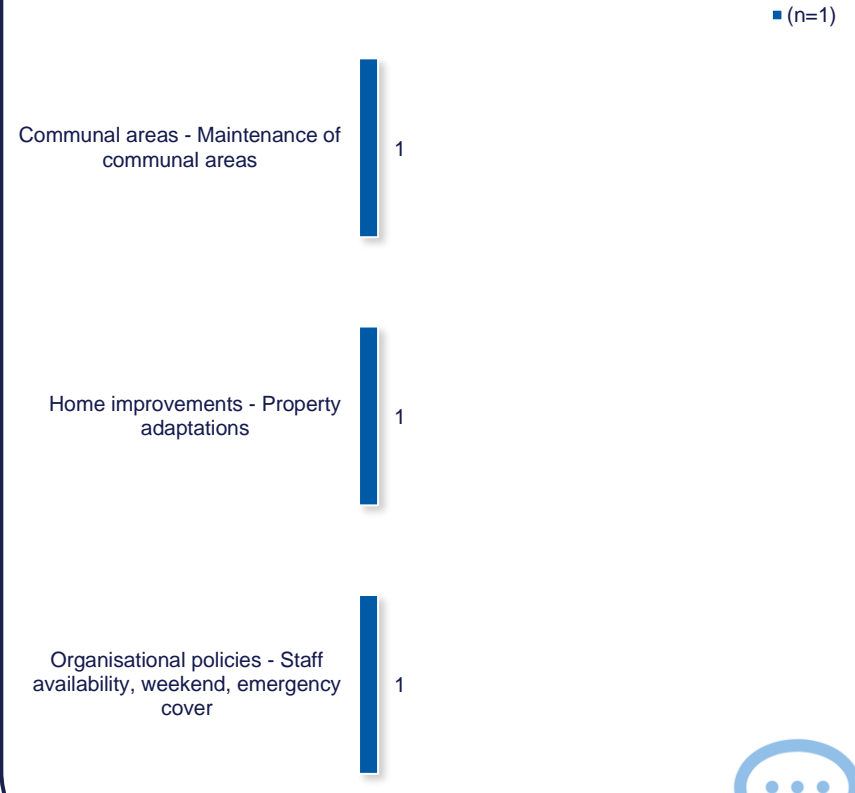 (n=1)
Communal areas - Maintenance of
communal areas
1
Home improvements - Property
adaptations
1
Organisational policies - Staff
availability, weekend, emergency
cover
1